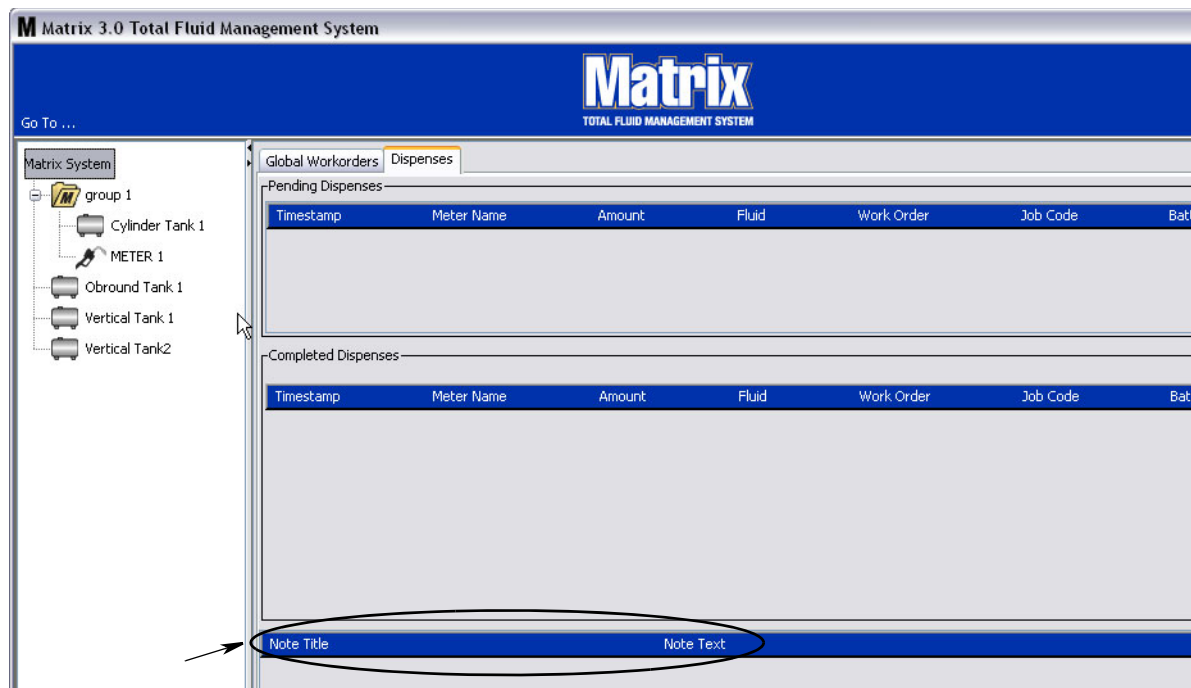 M Matrix 3.0 Total Fluid Management System
Matrix
TOTAL FLUID MANAGEMENT SYSTEM
Go To ...
Matrix System
group 1
Cylinder Tank 1
METER 1
Obround Tank 1
Vertical Tank 1
Vertical Tank2
Global Workorders Dispenses
Pending Dispenses
Timestamp Meter Name Amount Fluid Work Order Job Code
Completed Dispenses
Timestamp Meter Name Amount Fluid Work Order Job Code
Note Title Note Text